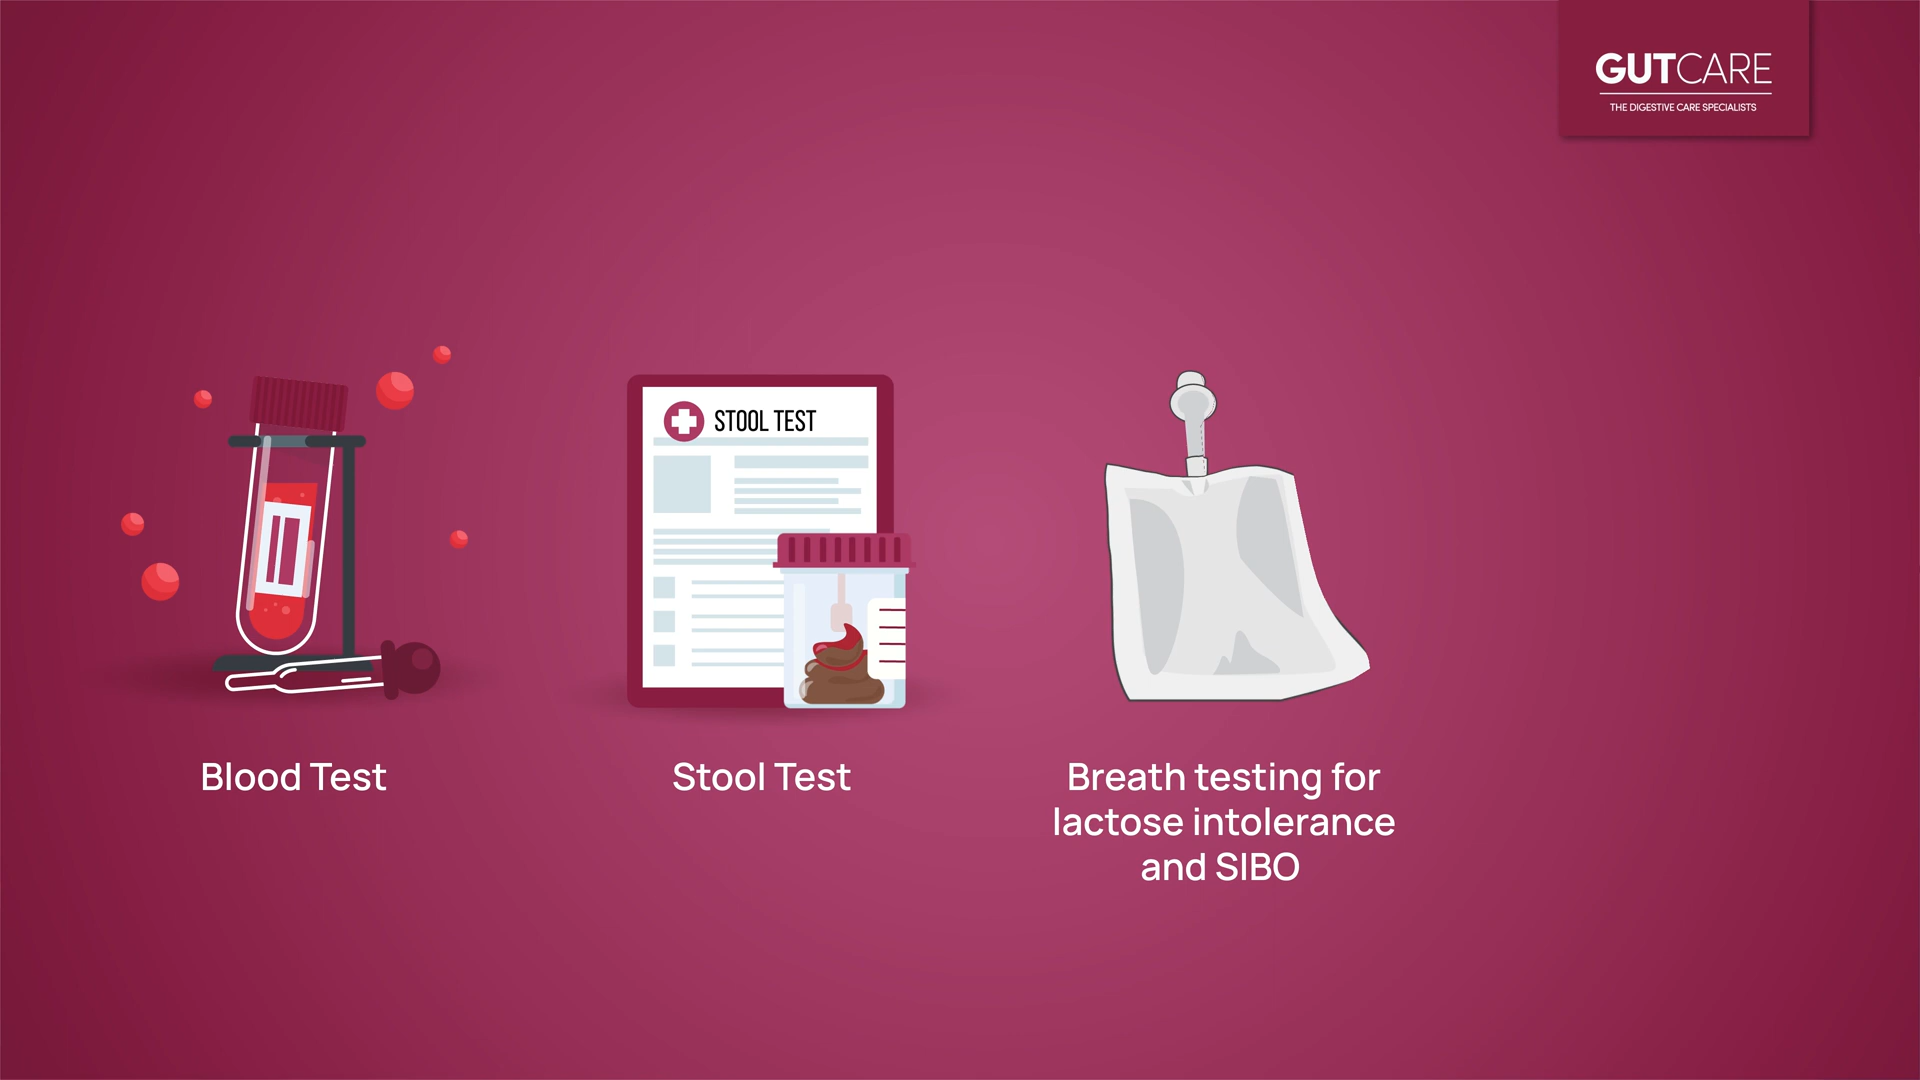 GUTCARE
THE DIGESTIVE CARE SPECIALISTS
STOOL TEST
Blood Test
Stool Test
Breath testing for
lactose intolerance
and SIBO